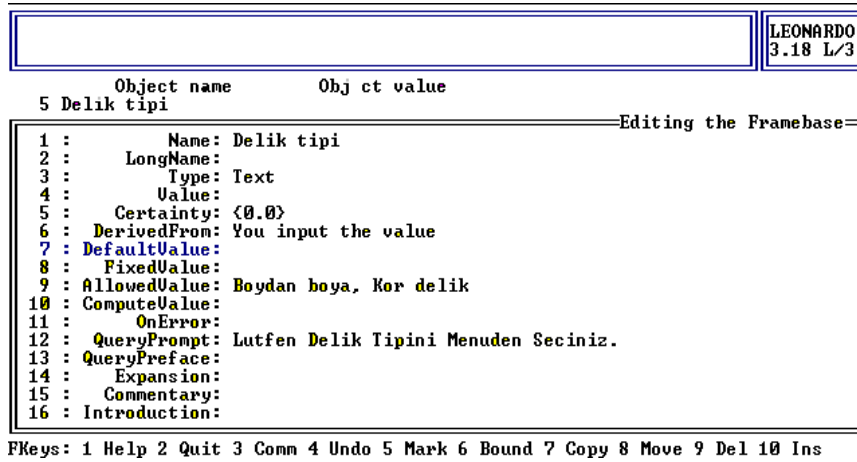 LEONARDO
3.18 L/3
Object name Obj ct value
5 Delik tipi
Editing the Framebase
1 : Name: Delik tipi
2 : LongName:
3 : Type: Text
4 : Value:
5 : Certainty: {0.0}
6 : DerivedFrom: You input the value
7 : DefaultValue:
8 : FixedValue:
9 : AllowedValue: Boydan boya, Kor delik
10 : ComputeValue:
11 : OnError:
12 : QueryPrompt: Lutfen Delik Tipini Menuden Seciniz.
13 : QueryPreface:
14 : Expansion:
15 : Commentary:
16 : Introduction:
FKeys: 1 Help 2 Quit 3 Comm 4 Undo 5 Mark 6 Bound 7 Copy 8 Move 9 Del 10 Ins